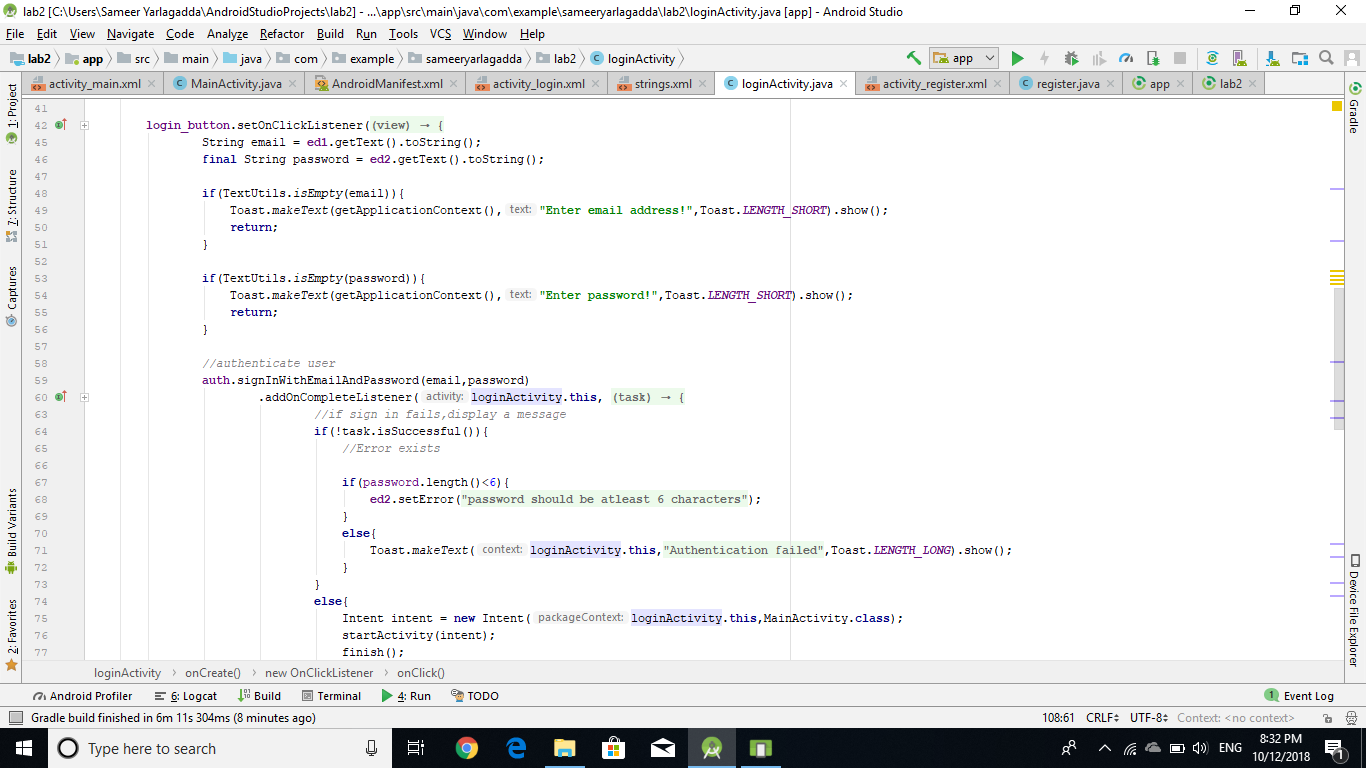 lab2 [C:\Users\Sameer Yarlagadda\AndroidStudioProjects\lab2] - ...\app\src\main\java\com\example\sameeryarlagadda\lab2\loginActivity.java [app] - Android Studio
File Edit View Navigate Code Analyze Refactor Build Run Tools VCS Window Help
lab2 app src main java com example sameeryarlagadda lab2 loginActivity app
activity_main.xml MainActivity.java AndroidManifest.xml activity_login.xml strings.xml loginActivity.java activity_register.xml register.java app lab2
1: Project
7: Structure
Captures
Build Variants
2: Favorites
Gradle
Device File Explorer
41
42 login_button.setOnClickListener((view) → {
45 String email = ed1.getText().toString();
46 final String password = ed2.getText().toString();
47
48 if(TextUtils.isEmpty(email)){
49 Toast.makeText(getApplicationContext(), text: "Enter email address!",Toast.LENGTH_SHORT).show();
50 return;
51 }
52
53 if(TextUtils.isEmpty(password)){
54 Toast.makeText(getApplicationContext(), text: "Enter password!",Toast.LENGTH_SHORT).show();
55 return;
56 }
57
58 //authenticate user
59 auth.signInWithEmailAndPassword(email,password)
60 .addOnCompleteListener( activity: loginActivity.this, (task) → {
63 //if sign in fails,display a message
64 if(!task.isSuccessful()){
65 //Error exists
66
67 if(password.length()<6){
68 ed2.setError("password should be atleast 6 characters");
69 }
70 else{
71 Toast.makeText( context: loginActivity.this,"Authentication failed",Toast.LENGTH_LONG).show();
72 }
73 }
74 else{
75 Intent intent = new Intent( packageContext: loginActivity.this,MainActivity.class);
76 startActivity(intent);
77 finish();
loginActivity › onCreate() › new OnClickListener › onClick()
Android Profiler 6: Logcat Build Terminal 4: Run TODO 1 Event Log
Gradle build finished in 6m 11s 304ms (8 minutes ago) 108:61 CRLF UTF-8 Context: <no context>
Type here to search ENG 8:32 PM
10/12/2018 1